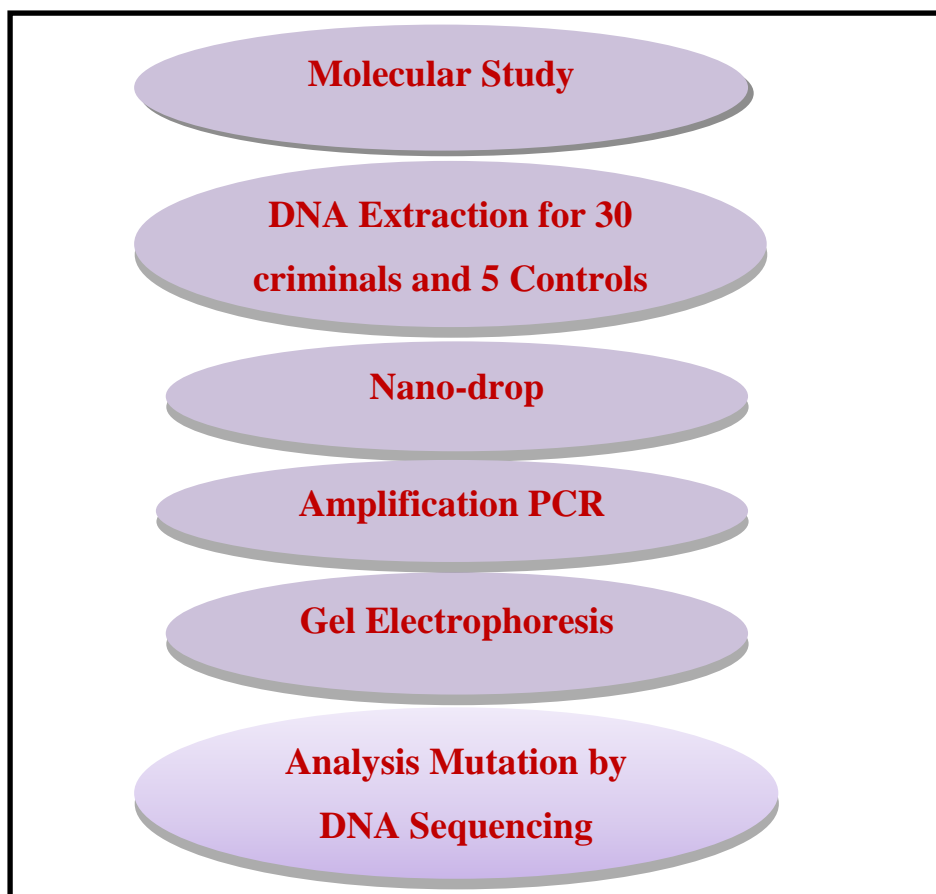 Molecular Study
DNA Extraction for 30
criminals and 5 Controls
Nano-drop
Amplification PCR
Gel Electrophoresis
Analysis Mutation by
DNA Sequencing